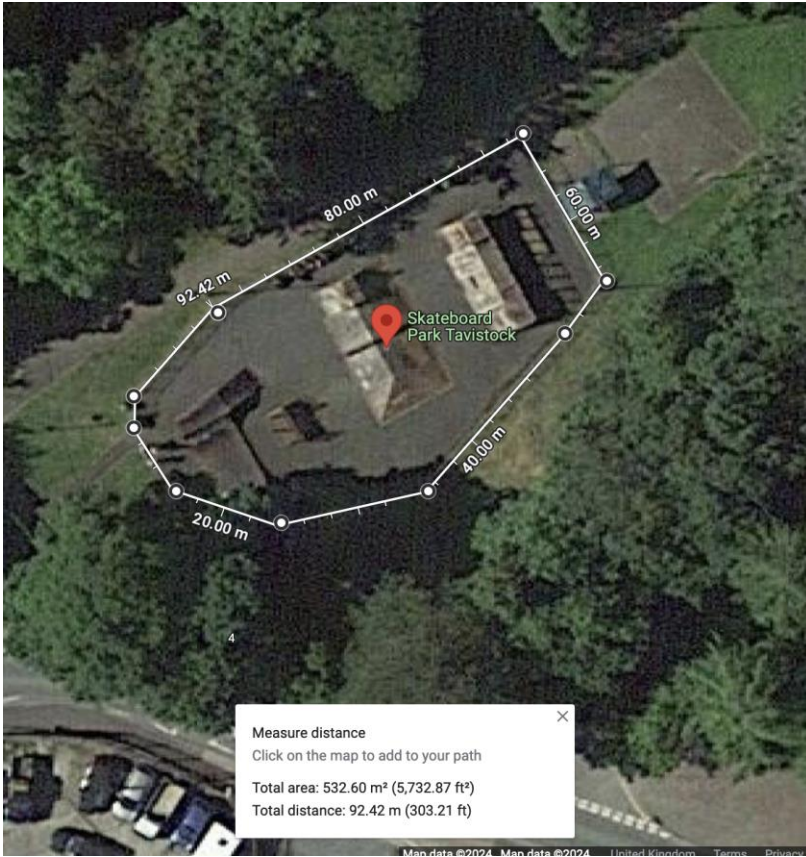 80.00 m
60.00 m
92.42 m
Skateboard
Park Tavistock
40.00 m
20.00 m
4
Measure distance
Click on the map to add to your path
Total area: 532.60 m² (5,732.87 ft²)
Total distance: 92.42 m (303.21 ft)
Map data ©2024 Map data ©2024 United Kingdom Terms Privacy